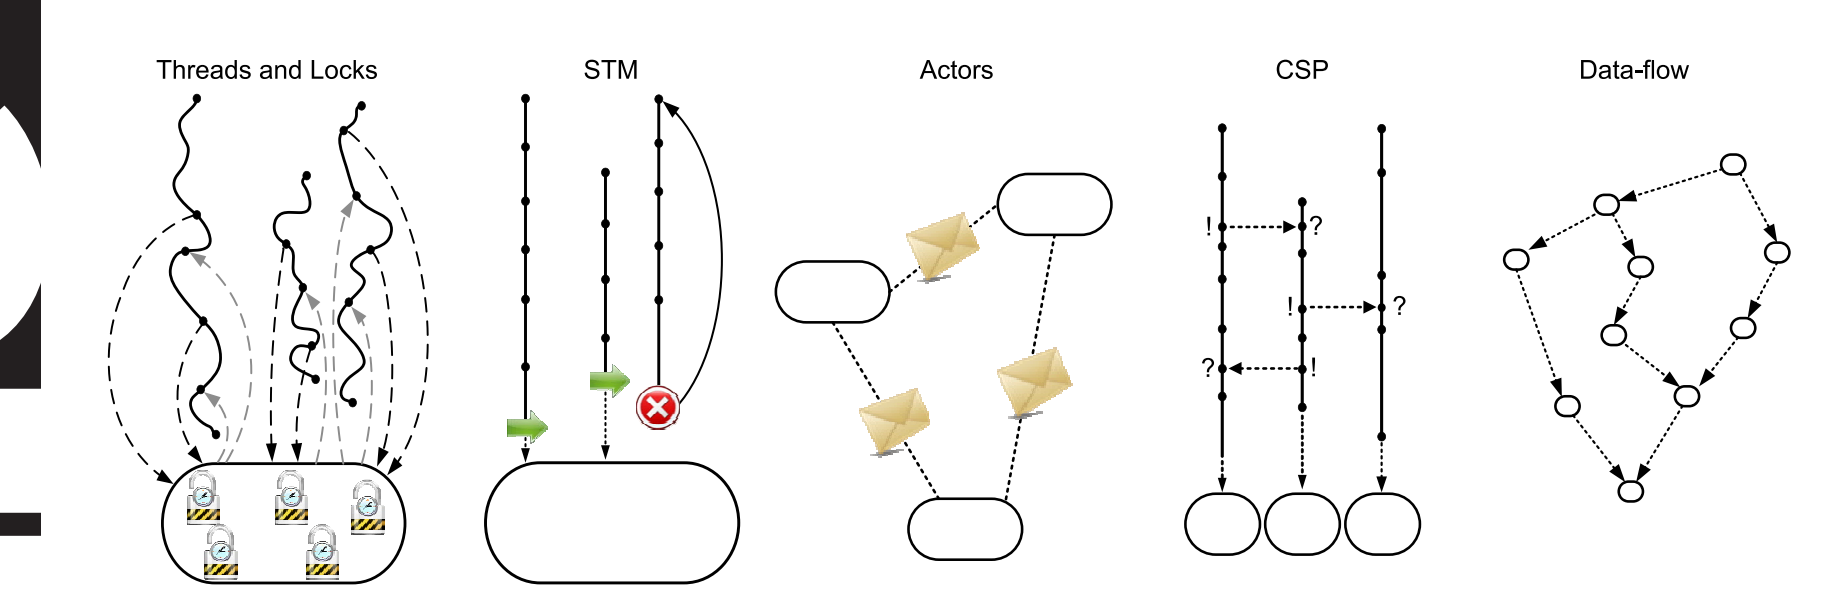 Threads and Locks
STM
Actors
CSP
Data-flow
! ?
! ?
? !